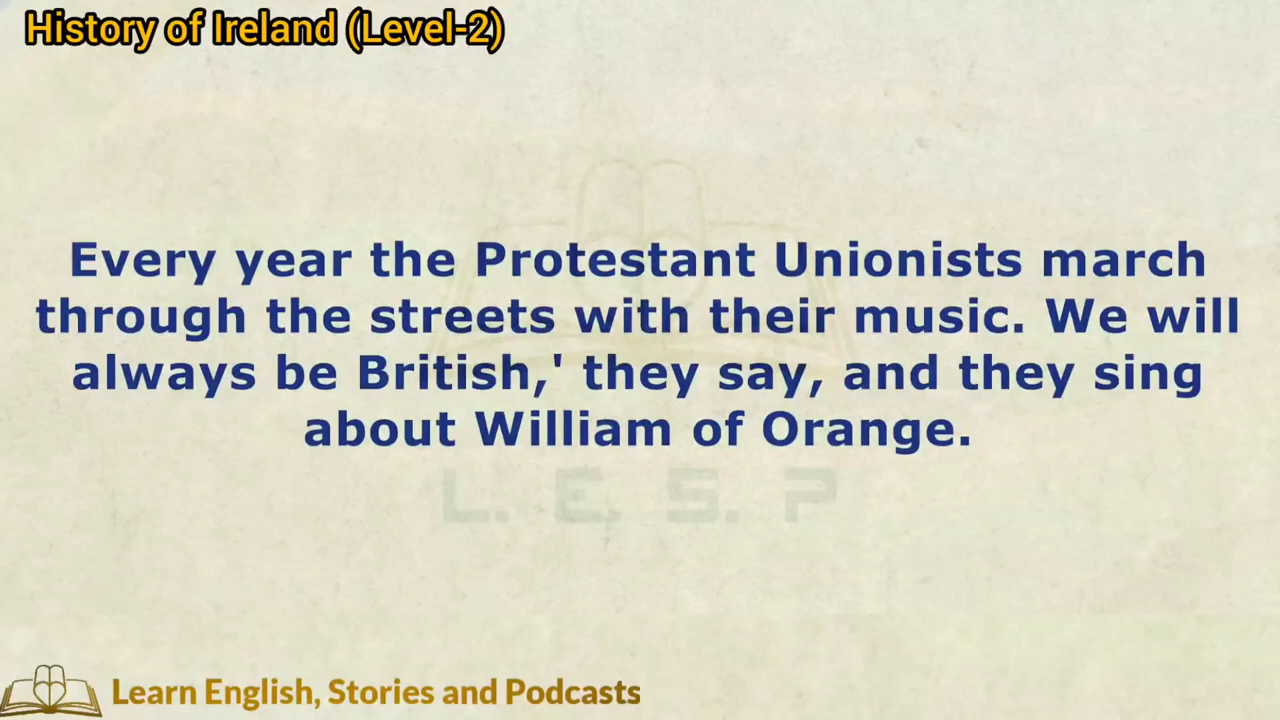 History of Ireland (Level-2)
Every year the Protestant Unionists march
through the streets with their music. We will
always be British,' they say, and they sing
about William of Orange.
L. E. S. P
Learn English, Stories and Podcasts